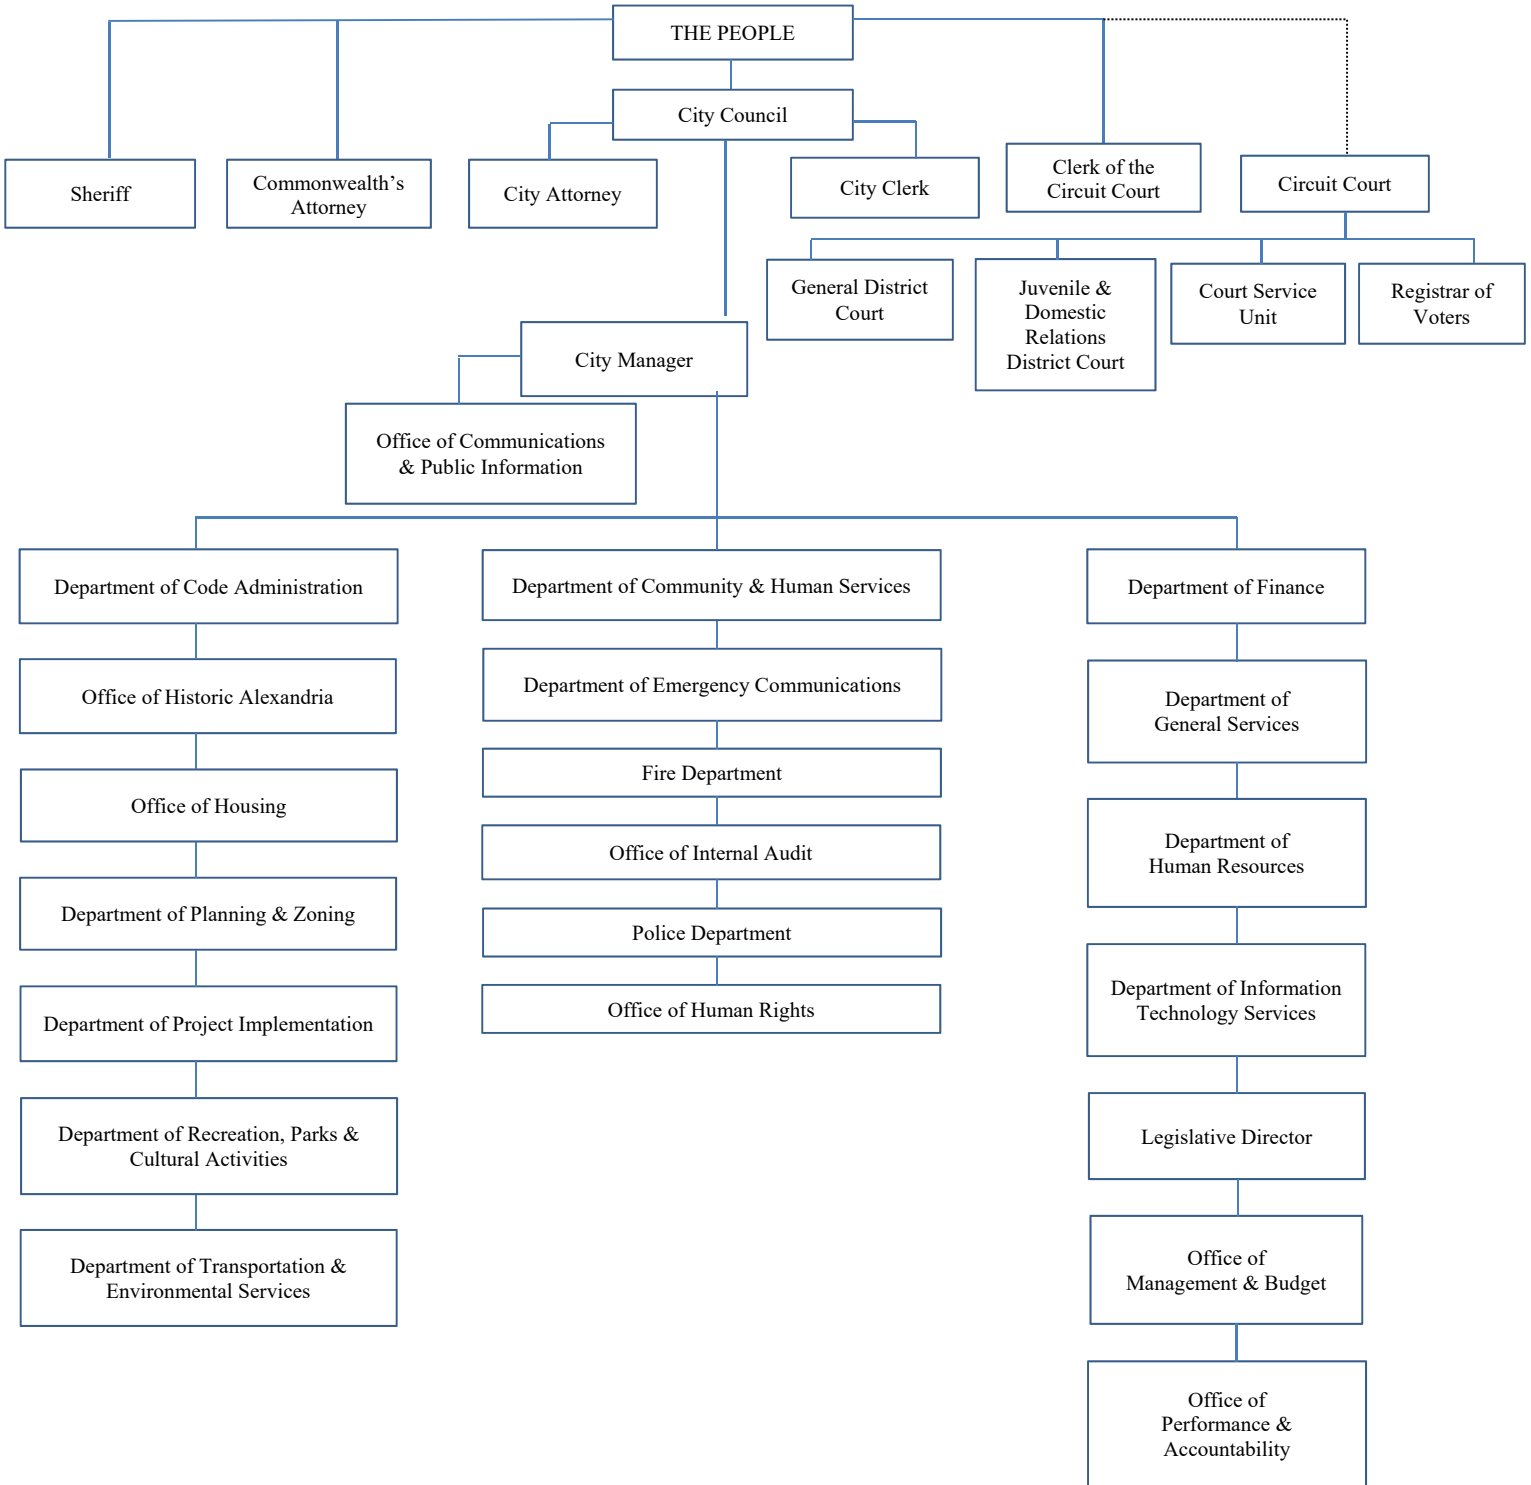 THE PEOPLE
City Council
Sheriff
Commonwealth’s
Attorney
City Attorney
City Clerk
Clerk of the
Circuit Court
Circuit Court
General District
Court
Juvenile &
Domestic
Relations
District Court
Court Service
Unit
Registrar of
Voters
City Manager
Office of Communications
& Public Information
Department of Code Administration
Office of Historic Alexandria
Office of Housing
Department of Planning & Zoning
Department of Project Implementation
Department of Recreation, Parks &
Cultural Activities
Department of Transportation &
Environmental Services
Department of Community & Human Services
Department of Emergency Communications
Fire Department
Office of Internal Audit
Police Department
Office of Human Rights
Department of Finance
Department of
General Services
Department of
Human Resources
Department of Information
Technology Services
Legislative Director
Office of
Management & Budget
Office of
Performance &
Accountability